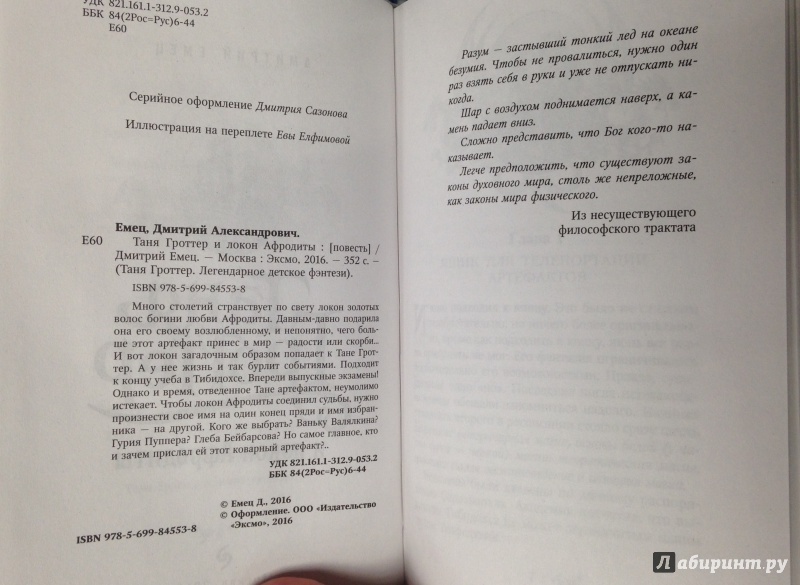 УДК 821.161.1-312.9-053.2
ББК 84(2Рос=Рус)6-44
Е60
Серийное оформление Дмитрия Сазонова
Иллюстрация на переплете Евы Елфимовой
Емец, Дмитрий Александрович.
Е60 Таня Гроттер и локон Афродиты : [повесть] /
Дмитрий Емец. — Москва : Эксмо, 2016. — 352 с. –
(Таня Гроттер. Легендарное детское фэнтези).
ISBN 978-5-699-84553-8
Много столетий странствует по свету локон золотых
волос богини любви Афродиты. Давным-давно подарила
она его своему возлюбленному, и непонятно, чего боль-
ше этот артефакт принес в мир — радости или скорби...
И вот локон загадочным образом попадает к Тане Грот-
тер. А у нее жизнь и так бурлит событиями. Подходит
к концу учеба в Тибидохсе. Впереди выпускные экзамены!
Однако и время, отведенное Тане артефактом, неумолимо
истекает. Чтобы локон Афродиты соединил судьбы, нужно
произнести свое имя на один конец пряди и имя избран-
ника — на другой. Кого же выбрать? Ваньку Валялкина?
Гурия Пуппера? Глеба Бейбарсова? Но самое главное, кто
и зачем прислал ей этот коварный артефакт?..
УДК 821.161.1-312.9-053.2
ББК 84(2Рос=Рус)6-44
© Емец Д., 2016
© Оформление. ООО «Издательство
«Эксмо», 2016
ISBN 978-5-699-84553-8
Разум — застывший тонкий лед на океане
безумия. Чтобы не провалиться, нужно один
раз взять себя в руки и уже не отпускать ни-
когда.
Шар с воздухом поднимается наверх, а ка-
мень падает вниз.
Сложно представить, что Бог кого-то на-
казывает.
Легче предположить, что существуют за-
коны духовного мира, столь же непреложные,
как законы мира физического.
Из несуществующего
философского трактата
Лабиринт.ру